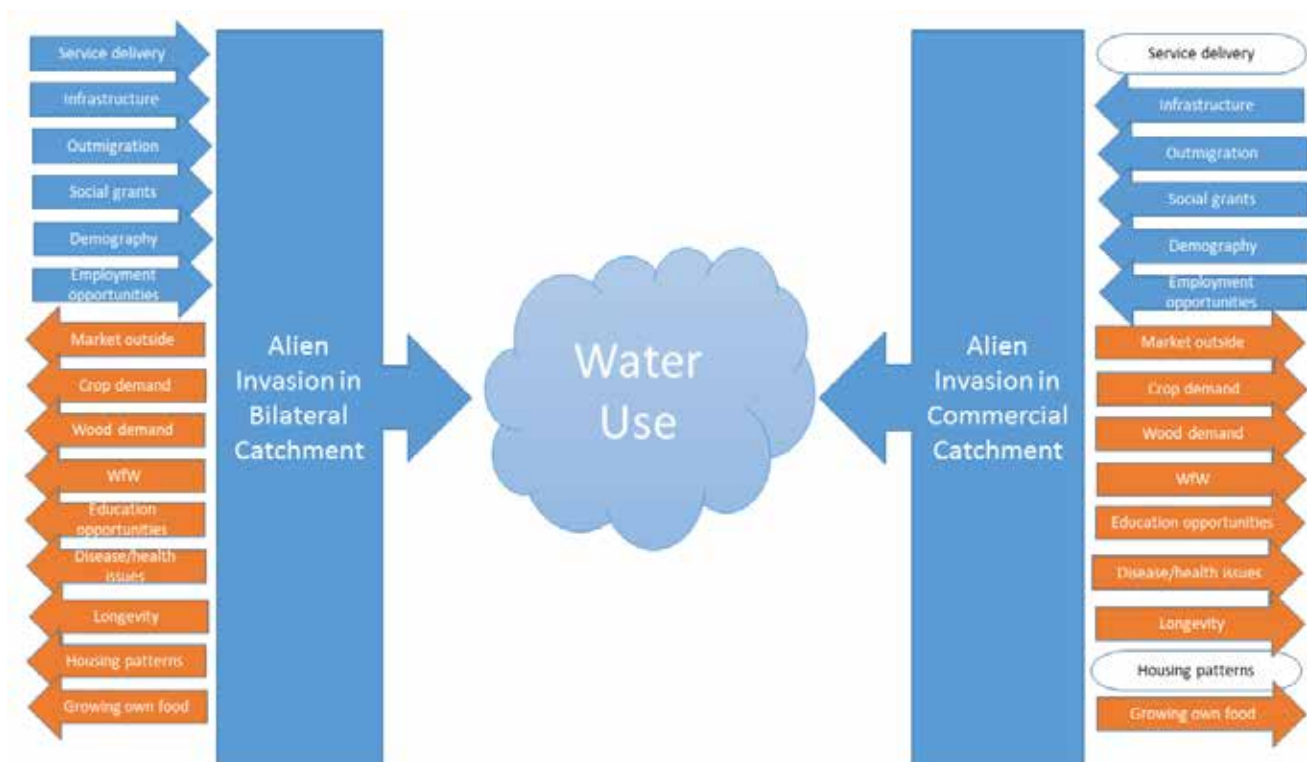 Service delivery
Infrastructure
Outmigration
Social grants
Demography
Employment
opportunities
Market outside
Crop demand
Wood demand
WfW
Education
opportunities
Disease/health
issues
Longevity
Housing patterns
Growing own food
Alien
Invasion in
Bilateral
Catchment
Water
Use
Alien
Invasion in
Commercial
Catchment
Service delivery
Infrastructure
Outmigration
Social grants
Demography
Employment
opportunities
Market outside
Crop demand
Wood demand
WfW
Education opportunities
Disease/health issues
Longevity
Housing patterns
Growing own food